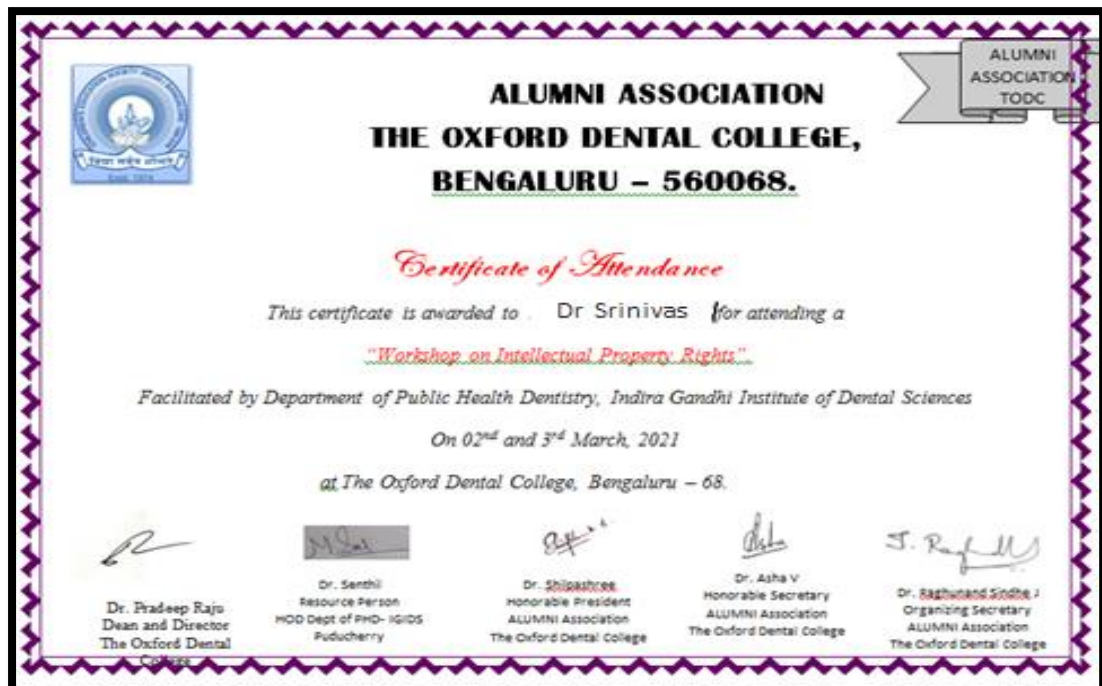 ALUMNI
ASSOCIATION
TODC
ALUMNI ASSOCIATION
THE OXFORD DENTAL COLLEGE,
BENGALURU – 560068.
Certificate of Attendance
This certificate is awarded to Dr Srinivas for attending a
"Workshop on Intellectual Property Rights".
Facilitated by Department of Public Health Dentistry, Indira Gandhi Institute of Dental Sciences
On 02nd and 3rd March, 2021
at The Oxford Dental College, Bengaluru – 68.
Dr. Pradeep Raju
Dean and Director
The Oxford Dental
College
Dr. Senthil
Resource Person
HOD Dept of PHD- IGIDS
Puducherry
Dr. Shilpashree
Honorable President
ALUMNI Association
The Oxford Dental College
Asha
Dr. Asha V
Honorable Secretary
ALUMNI Association
The Oxford Dental College
Dr. Raghunand Sindhe J
Organizing Secretary
ALUMNI Association
The Oxford Dental College